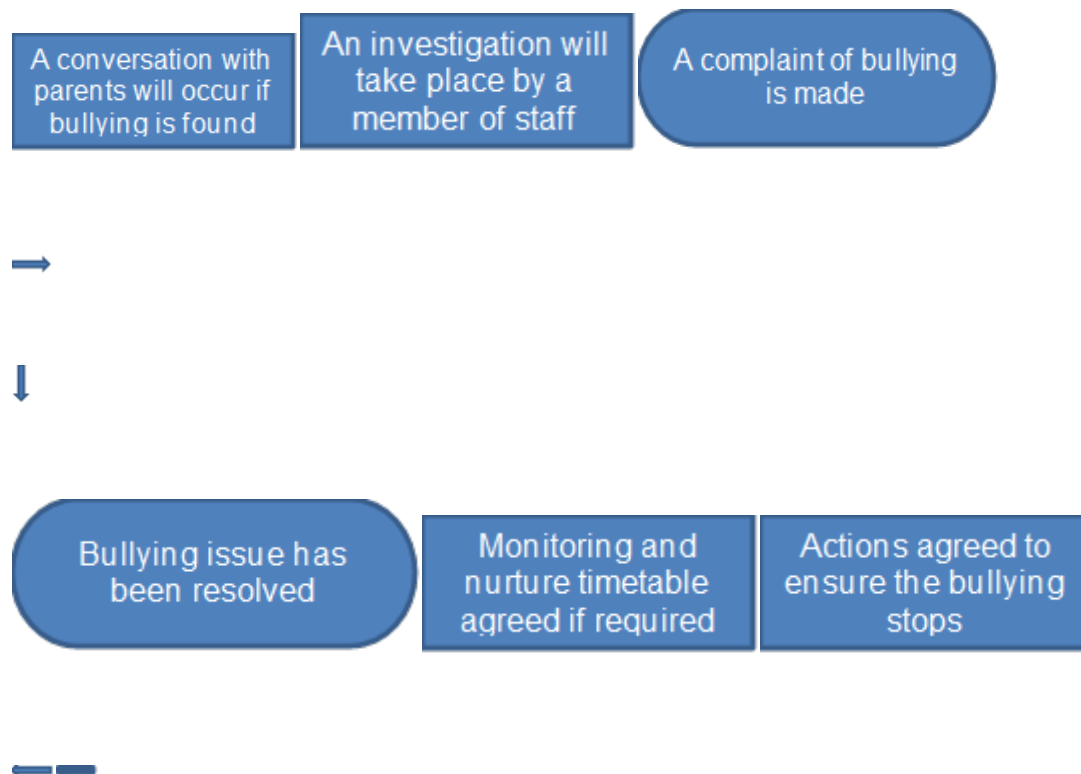 A conversation with
parents will occur if
bullying is found
An investigation will
take place by a
member of staff
A complaint of bullying
is made
Bullying issue has
been resolved
Monitoring and
nurture timetable
agreed if required
Actions agreed to
ensure the bullying
stops